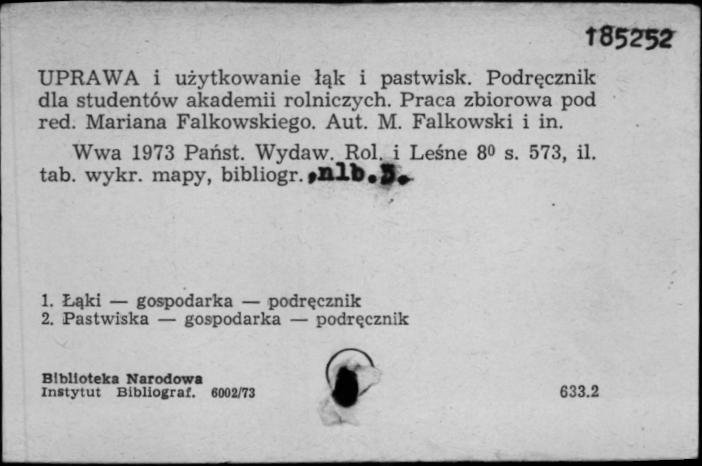 185252
UPRAWA i użytkowanie łąk i pastwisk. Podręcznik
dla studentów akademii rolniczych. Praca zbiorowa pod
red. Mariana Falkowskiego. Aut. M. Falkowski i in.
Wwa 1973 Państ. Wydaw. Rol. i Leśne 8⁰ s. 573, il.
tab. wykr. mapy, bibliogr. ,nlb.3.
1. Łąki — gospodarka — podręcznik
2. Pastwiska — gospodarka — podręcznik
Biblioteka Narodowa
Instytut Bibliograf. 6002/73 633.2